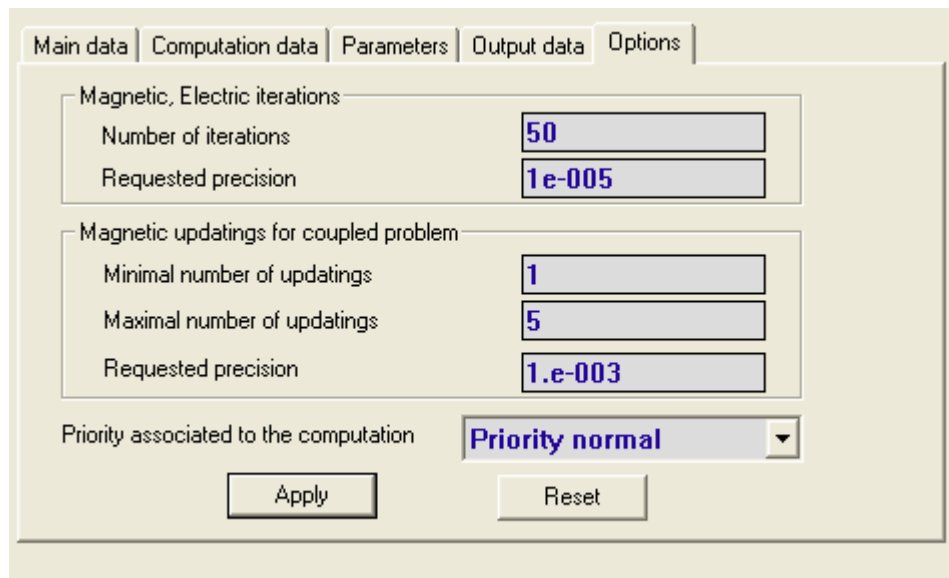 Main data Computation data Parameters Output data Options
Magnetic, Electric iterations
Number of iterations 50
Requested precision 1e-005
Magnetic updatings for coupled problem
Minimal number of updatings 1
Maximal number of updatings 5
Requested precision 1.e-003
Priority associated to the computation Priority normal
Apply Reset